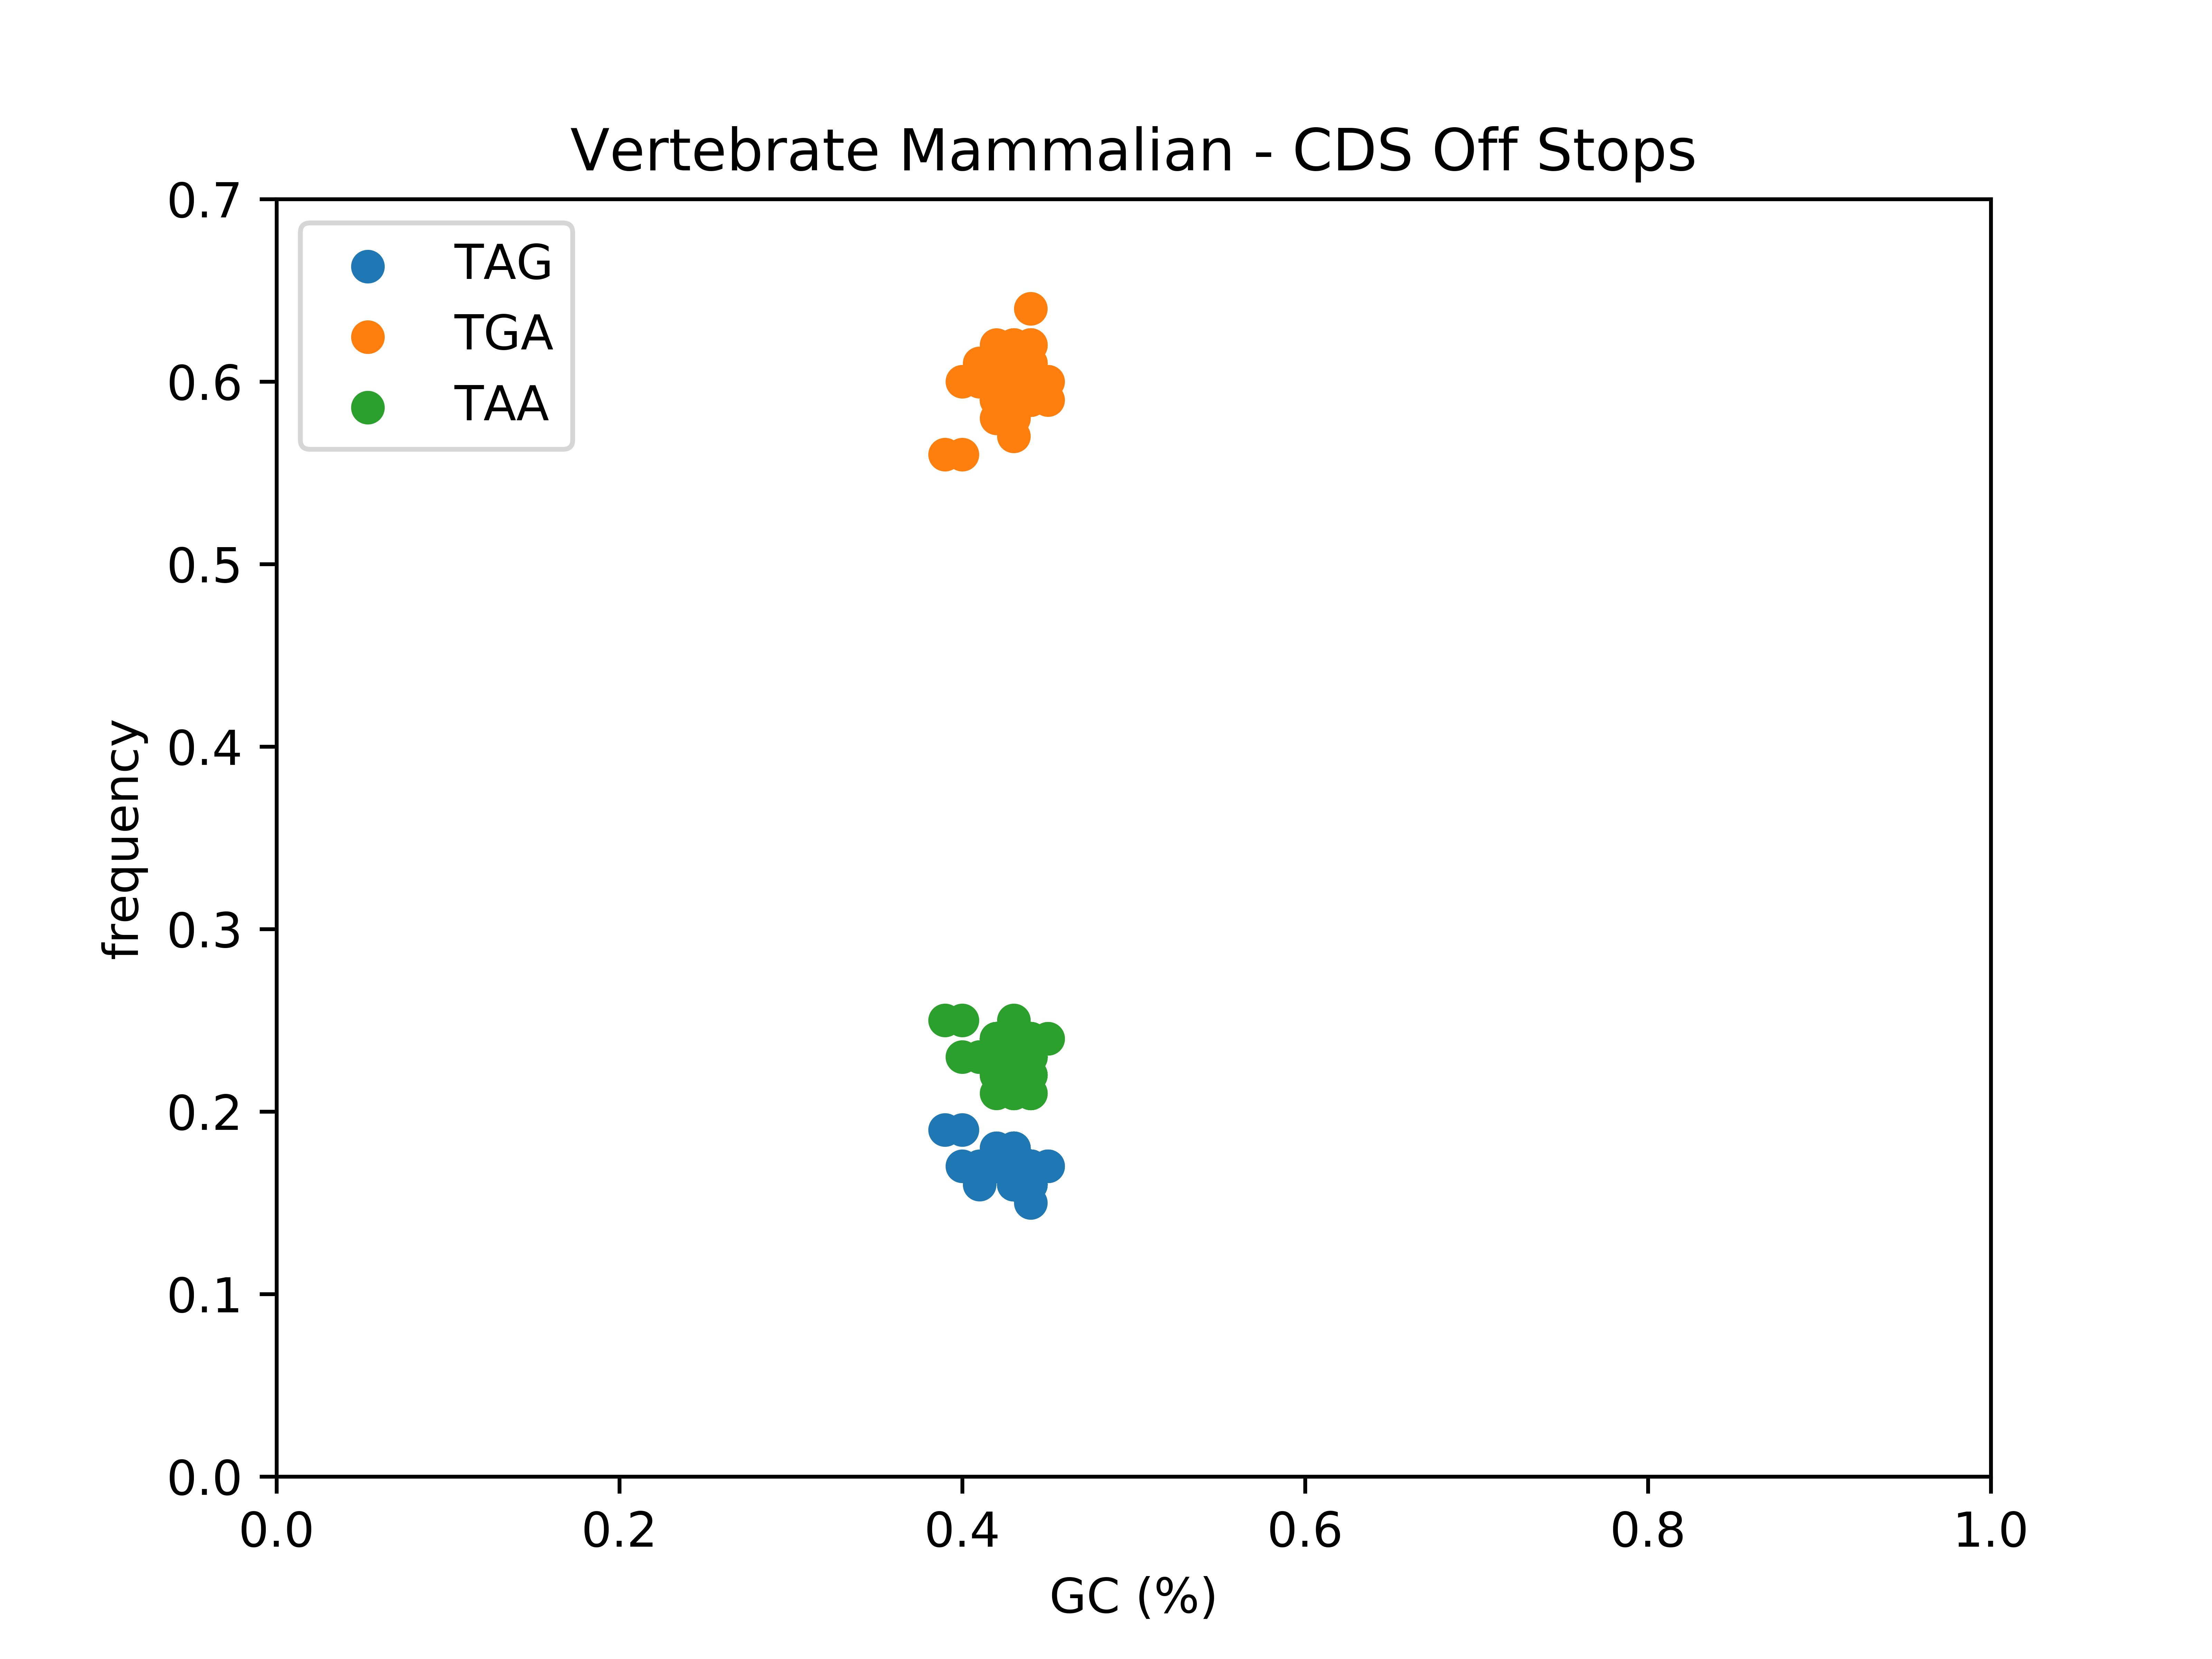 Vertebrate Mammalian - CDS Off Stops
0.7
0.6
0.5
0.4
0.3
0.2
0.1
0.0
frequency
TAG
TGA
TAA
0.0 0.2 0.4 0.6 0.8 1.0
GC (%)